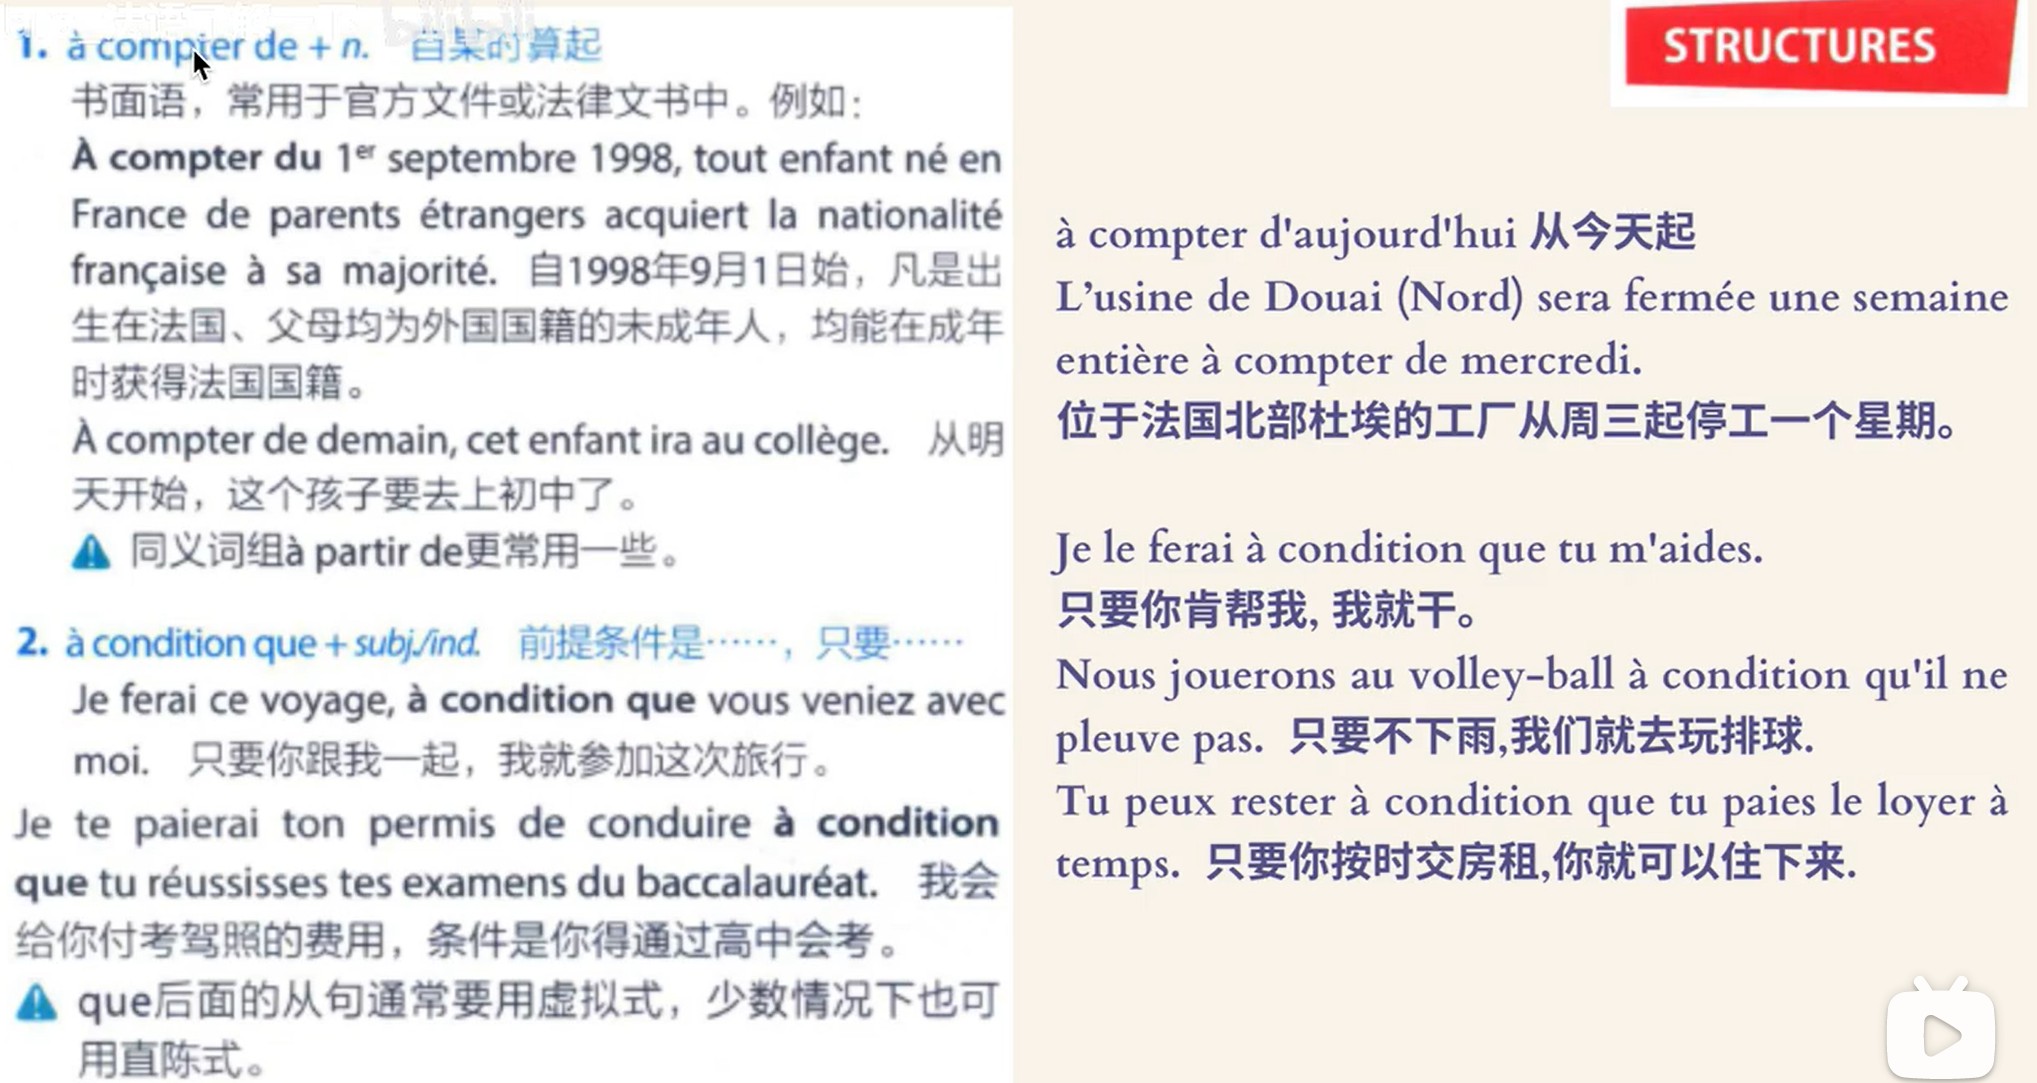 1. à compter de + n. 自某时算起
书面语，常用于官方文件或法律文书中。例如：
À compter du 1er septembre 1998, tout enfant né en
France de parents étrangers acquiert la nationalité
française à sa majorité. 自1998年9月1日始，凡是出
生在法国、父母均为外国国籍的未成年人，均能在成年
时获得法国国籍。
À compter de demain, cet enfant ira au collège. 从明
天开始，这个孩子要去上初中了。
同义词组à partir de更常用一些。
2. à condition que + subj./ind. 前提条件是……，只要……
Je ferai ce voyage, à condition que vous veniez avec
moi. 只要你跟我一起，我就参加这次旅行。
Je te paierai ton permis de conduire à condition
que tu réussisses tes examens du baccalauréat. 我会
给你付考驾照的费用，条件是你得通过高中会考。
que后面的从句通常要用虚拟式，少数情况下也可
用直陈式。
STRUCTURES
à compter d'aujourd'hui 从今天起
L’usine de Douai (Nord) sera fermée une semaine
entière à compter de mercredi.
位于法国北部杜埃的工厂从周三起停工一个星期。
Je le ferai à condition que tu m'aides.
只要你肯帮我, 我就干。
Nous jouerons au volley-ball à condition qu'il ne
pleuve pas. 只要不下雨,我们就去玩排球.
Tu peux rester à condition que tu paies le loyer à
temps. 只要你按时交房租,你就可以住下来.